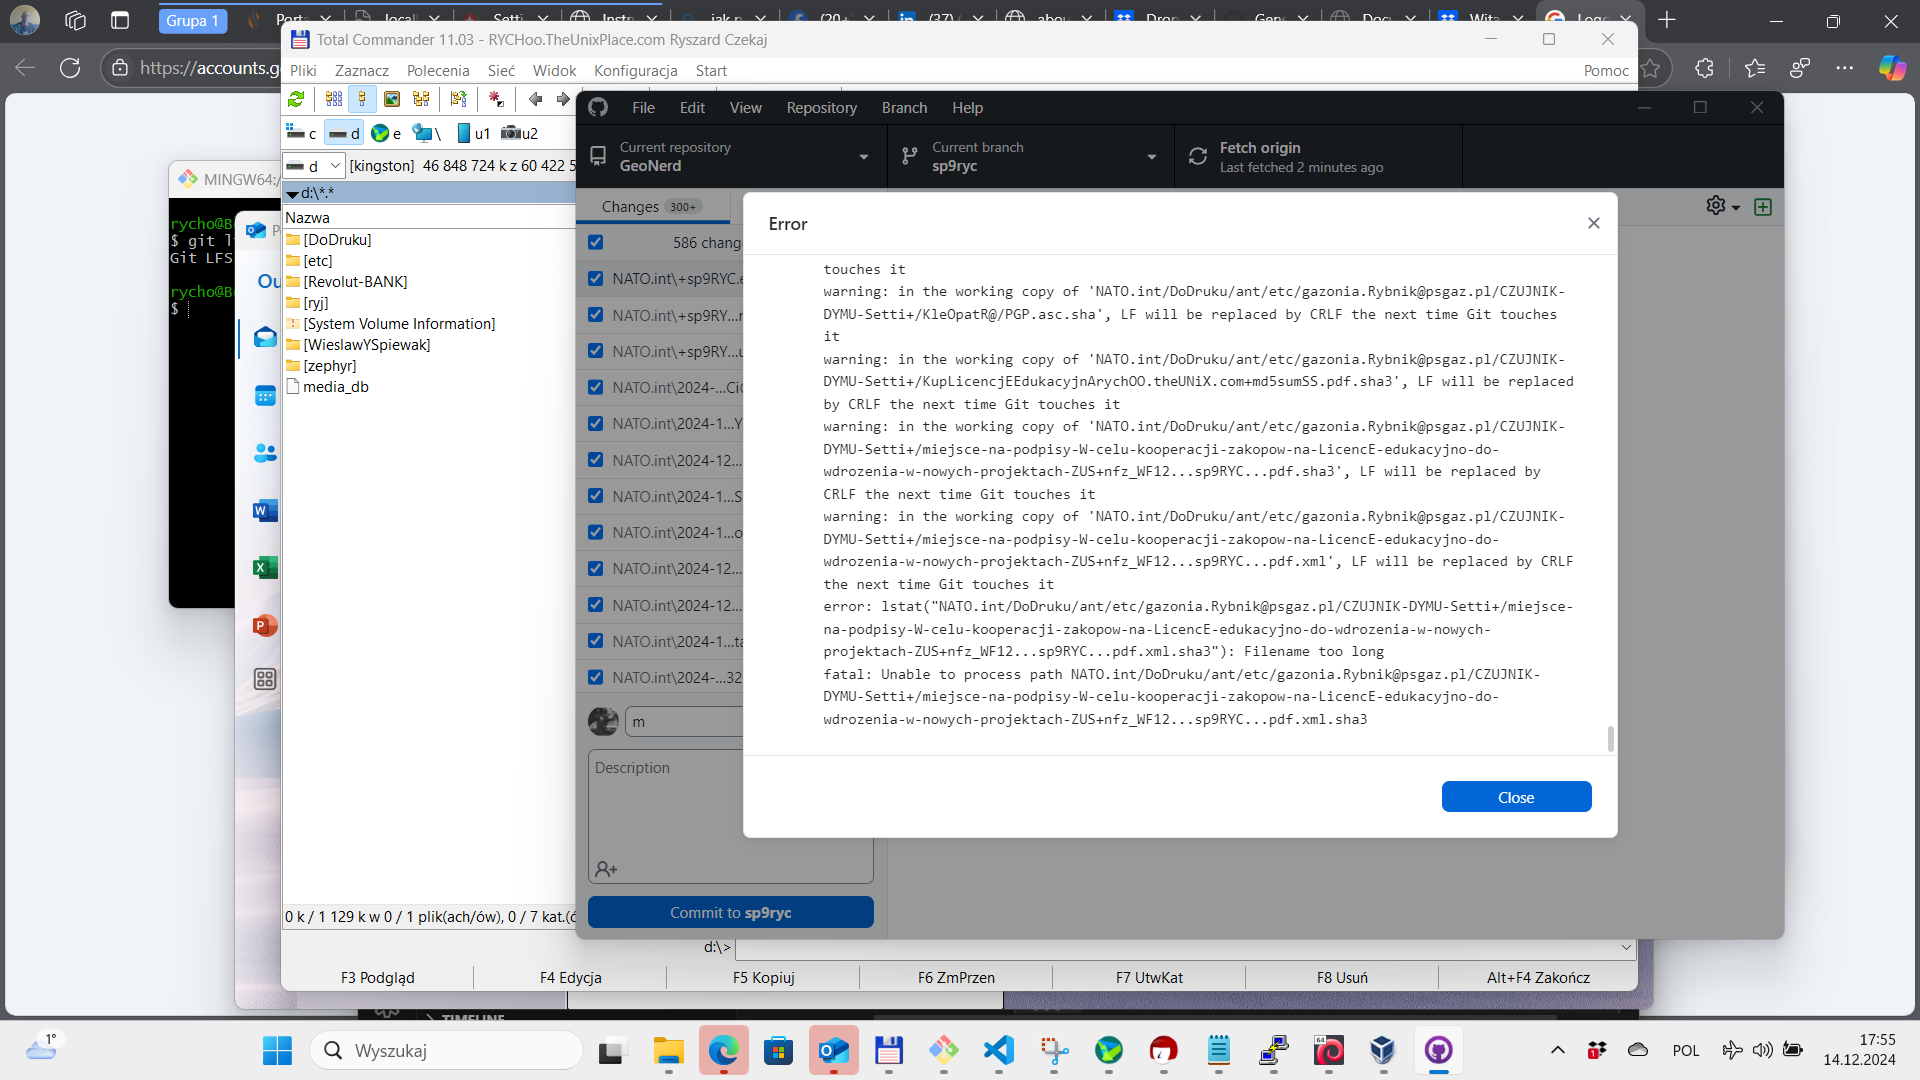 Grupa 1
https://accounts.g
Total Commander 11.03 - RYCHoo.TheUnixPlace.com Ryszard Czekaj
Pliki Zaznacz Polecenia Sieć Widok Konfiguracja Start Pomoc
c d e \ u1 u2
d [kingston] 46 848 724 k z 60 422 5
d:\*.*
Nazwa
[DoDruku]
[etc]
[Revolut-BANK]
[ryj]
[System Volume Information]
[WieslawYSpiewak]
[zephyr]
media_db
0 k / 1 129 k w 0 / 1 plik(ach/ów), 0 / 7 kat.(ć
d:\>
F3 Podgląd F4 Edycja F5 Kopiuj F6 ZmPrzen F7 UtwKat F8 Usuń Alt+F4 Zakończ
MINGW64:/
rycho@B
$ git l
Git LFS
rycho@B
$
Ou
File Edit View Repository Branch Help
Current repository
GeoNerd
Current branch
sp9ryc
Fetch origin
Last fetched 2 minutes ago
Changes 300+
586 chang
NATO.int\+sp9RYC.e
NATO.int\+sp9RY...r
NATO.int\+sp9RY...u
NATO.int\2024-...Ci
NATO.int\2024-1...Y
NATO.int\2024-12...
NATO.int\2024-1...S
NATO.int\2024-1...o
NATO.int\2024-12...
NATO.int\2024-12...
NATO.int\2024-1...ta
NATO.int\2024-...32
m
Description
Commit to sp9ryc
Error
touches it
warning: in the working copy of 'NATO.int/DoDruku/ant/etc/gazonia.Rybnik@psgaz.pl/CZUJNIK-
DYMU-Setti+/KleOpatR@/PGP.asc.sha', LF will be replaced by CRLF the next time Git touches
it
warning: in the working copy of 'NATO.int/DoDruku/ant/etc/gazonia.Rybnik@psgaz.pl/CZUJNIK-
DYMU-Setti+/KupLicencjEEdukacyjnArychOO.theUNiX.com+md5sumSS.pdf.sha3', LF will be replaced
by CRLF the next time Git touches it
warning: in the working copy of 'NATO.int/DoDruku/ant/etc/gazonia.Rybnik@psgaz.pl/CZUJNIK-
DYMU-Setti+/miejsce-na-podpisy-W-celu-kooperacji-zakopow-na-LicencE-edukacyjno-do-
wdrozenia-w-nowych-projektach-ZUS+nfz_WF12...sp9RYC...pdf.sha3', LF will be replaced by
CRLF the next time Git touches it
warning: in the working copy of 'NATO.int/DoDruku/ant/etc/gazonia.Rybnik@psgaz.pl/CZUJNIK-
DYMU-Setti+/miejsce-na-podpisy-W-celu-kooperacji-zakopow-na-LicencE-edukacyjno-do-
wdrozenia-w-nowych-projektach-ZUS+nfz_WF12...sp9RYC...pdf.xml', LF will be replaced by CRLF
the next time Git touches it
error: lstat("NATO.int/DoDruku/ant/etc/gazonia.Rybnik@psgaz.pl/CZUJNIK-DYMU-Setti+/miejsce-
na-podpisy-W-celu-kooperacji-zakopow-na-LicencE-edukacyjno-do-wdrozenia-w-nowych-
projektach-ZUS+nfz_WF12...sp9RYC...pdf.xml.sha3"): Filename too long
fatal: Unable to process path NATO.int/DoDruku/ant/etc/gazonia.Rybnik@psgaz.pl/CZUJNIK-
DYMU-Setti+/miejsce-na-podpisy-W-celu-kooperacji-zakopow-na-LicencE-edukacyjno-do-
wdrozenia-w-nowych-projektach-ZUS+nfz_WF12...sp9RYC...pdf.xml.sha3
Close
TIMELINE
1°
Wyszukaj
POL
17:55
14.12.2024